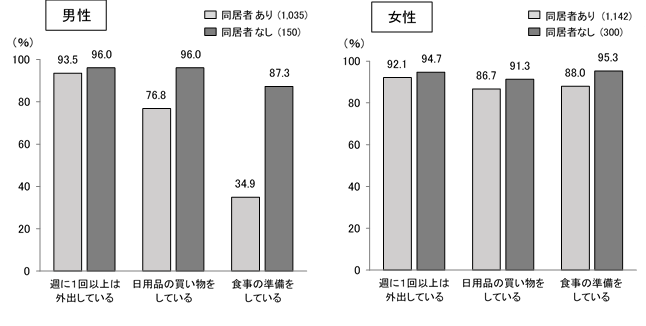 男性
同居者 あり (1,035)
同居者 なし (150)
(%)
100
80
60
40
20
0
93.5
96.0
76.8
96.0
34.9
87.3
週に1回以上は
外出している
日用品の買い物を
している
食事の準備を
している
女性
同居者あり (1,142)
同居者なし (300)
(%)
100
80
60
40
20
0
92.1
94.7
86.7
91.3
88.0
95.3
週に1回以上は
外出している
日用品の買い物を
している
食事の準備を
している